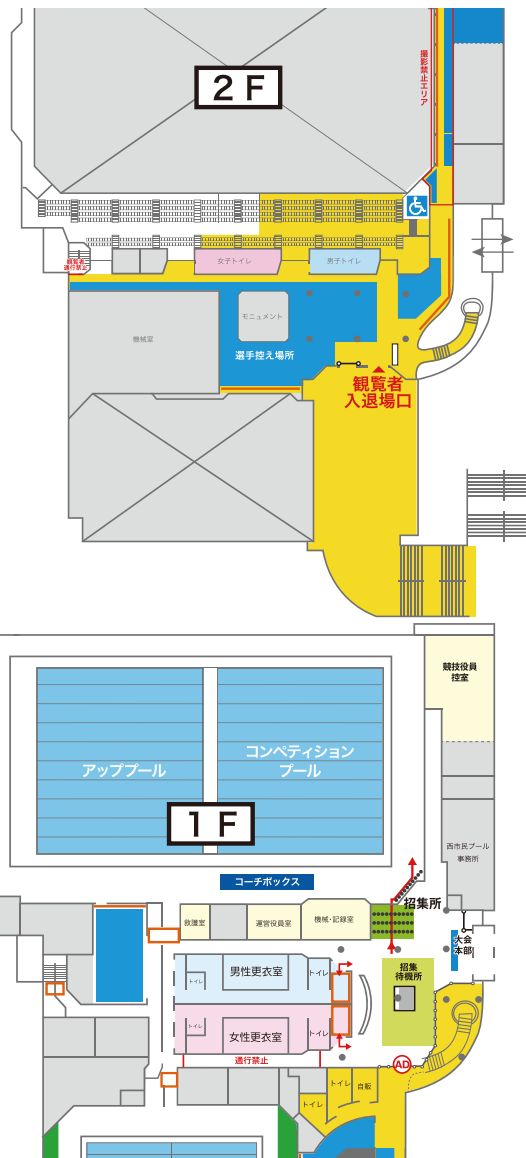 2F
撮影禁止エリア
観覧者
通行禁止
女子トイレ
男子トイレ
機械室
モニュメント
選手控え場所
観覧者
入退場口
競技役員
控室
アッププール
コンペティション
プール
1F
西市民プール
事務所
コーチボックス
招集所
救護室
運営役員室
機械・記録室
大会
本部
男性更衣室
トイレ
トイレ
招集
待機所
女性更衣室
トイレ
トイレ
通行禁止
AD
トイレ
自販
トイレ